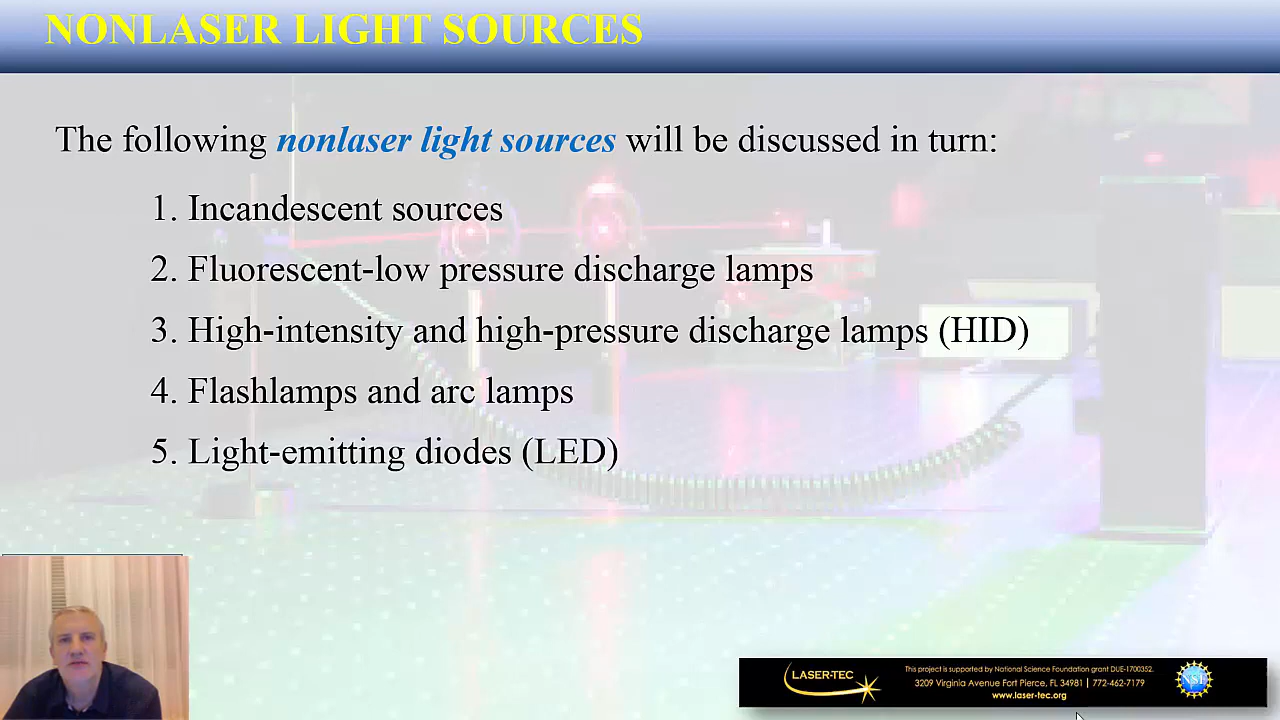 NONLASER LIGHT SOURCES
The following nonlaser light sources will be discussed in turn:
1. Incandescent sources
2. Fluorescent-low pressure discharge lamps
3. High-intensity and high-pressure discharge lamps (HID)
4. Flashlamps and arc lamps
5. Light-emitting diodes (LED)
LASER-TEC
This project is supported by National Science Foundation grant DUE-1700352.
3209 Virginia Avenue Fort Pierce, FL 34981 | 772-462-7179
www.laser-tec.org
NSF